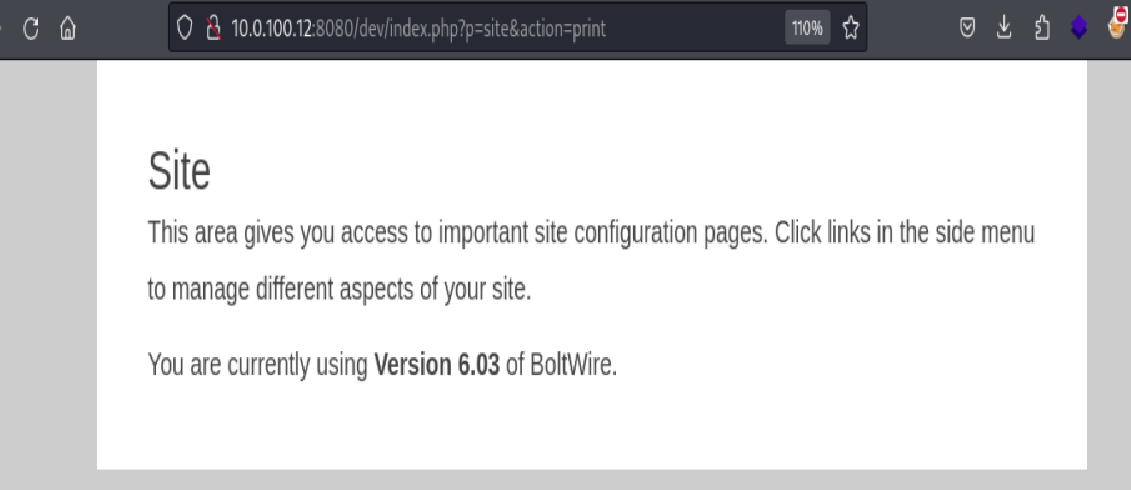 10.0.100.12:8080/dev/index.php?p=site&action=print
110%
Site
This area gives you access to important site configuration pages. Click links in the side menu
to manage different aspects of your site.
You are currently using Version 6.03 of BoltWire.